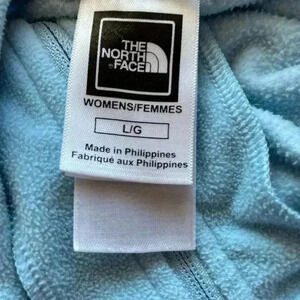 THE
NORTH
FACE
WOMENS/FEMMES
L/G
Made in Philippines
Fabriqué aux Philippines